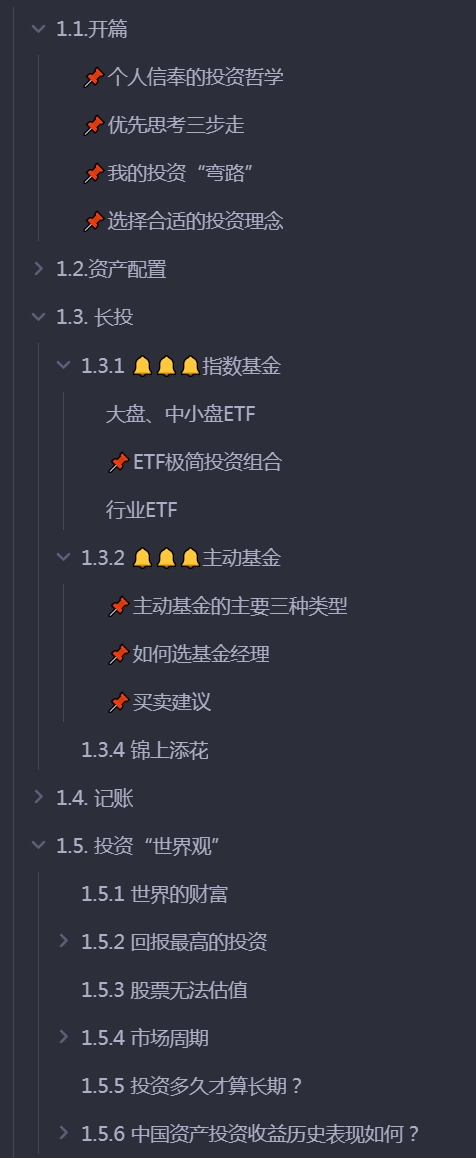 1.1.开篇
📌个人信奉的投资哲学
📌优先思考三步走
📌我的投资“弯路”
📌选择合适的投资理念
1.2.资产配置
1.3. 长投
1.3.1 🔔🔔🔔指数基金
大盘、中小盘ETF
📌ETF极简投资组合
行业ETF
1.3.2 🔔🔔🔔主动基金
📌主动基金的主要三种类型
📌如何选基金经理
📌买卖建议
1.3.4 锦上添花
1.4. 记账
1.5. 投资“世界观”
1.5.1 世界的财富
1.5.2 回报最高的投资
1.5.3 股票无法估值
1.5.4 市场周期
1.5.5 投资多久才算长期？
1.5.6 中国资产投资收益历史表现如何？